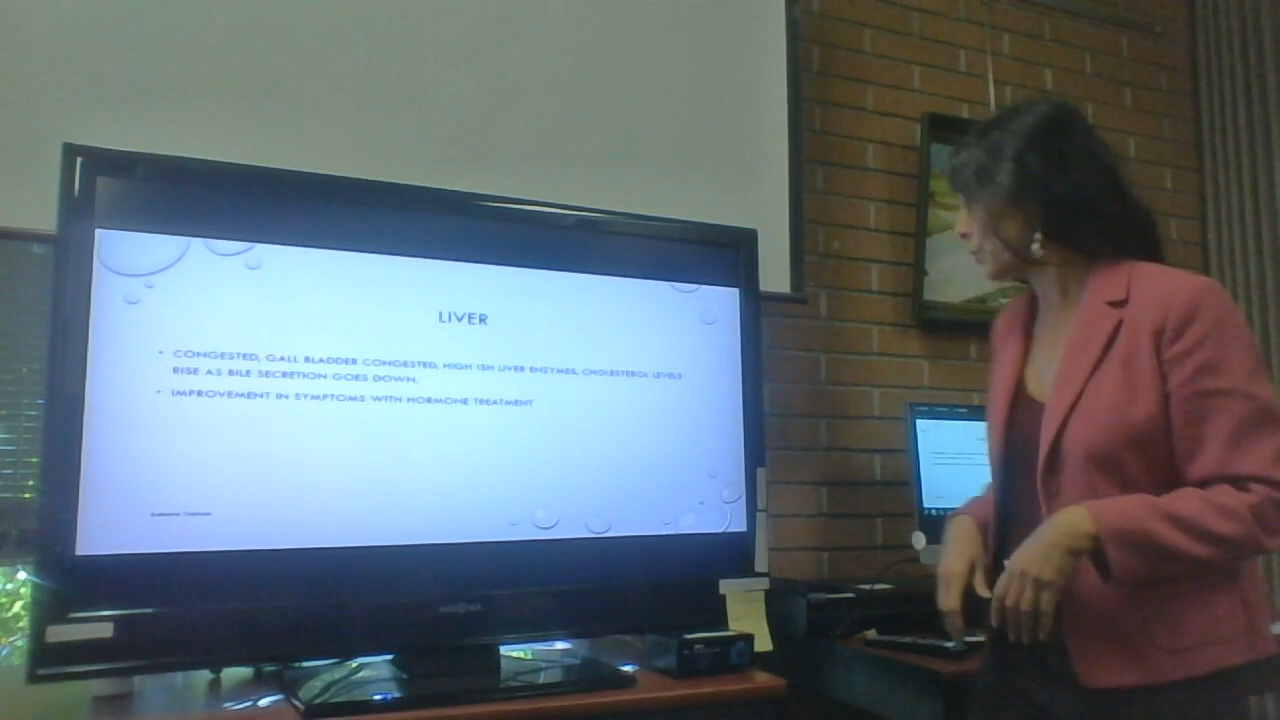 LIVER
• CONGESTED, GALL BLADDER CONGESTED, HIGH ISH LIVER ENZYMES, CHOLESTEROL LEVELS
RISE AS BILE SECRETION GOES DOWN.
• IMPROVEMENT IN SYMPTOMS WITH HORMONE TREATMENT